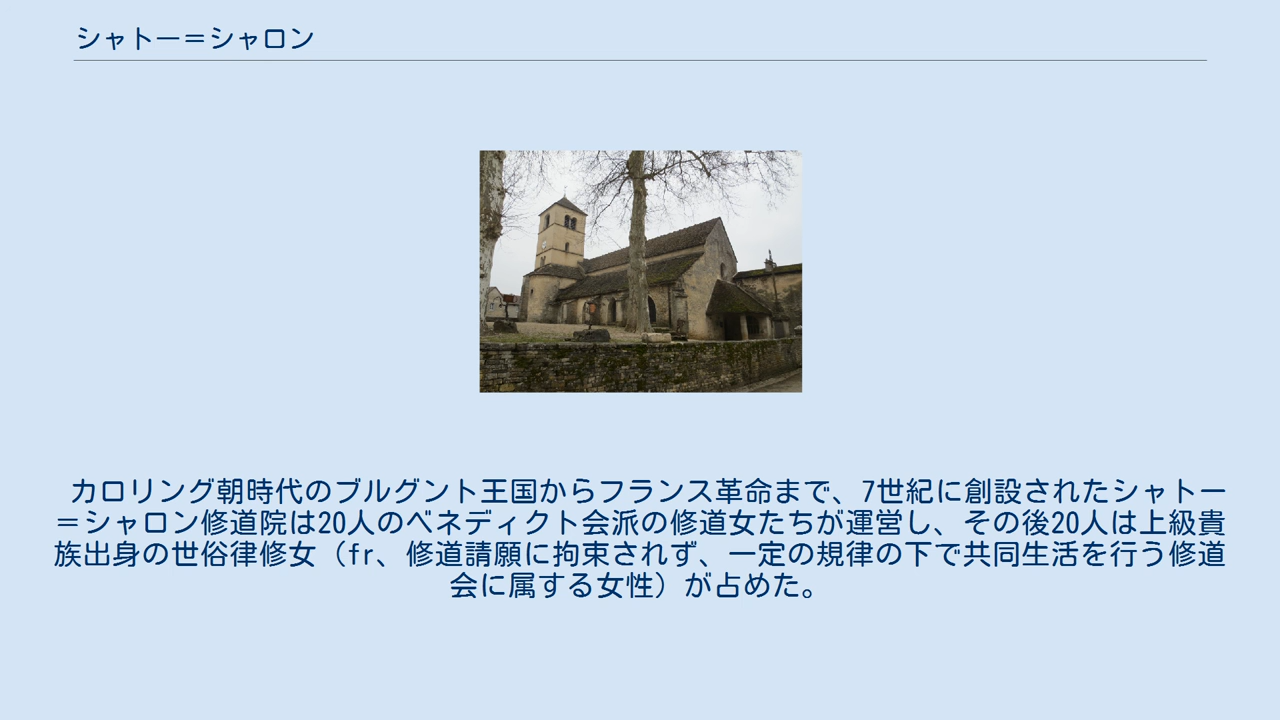 シャトー＝シャロン
カロリング朝時代のブルグント王国からフランス革命まで、7世紀に創設されたシャトー
＝シャロン修道院は20人のベネディクト会派の修道女たちが運営し、その後20人は上級貴
族出身の世俗律修女（fr、修道請願に拘束されず、一定の規律の下で共同生活を行う修道
会に属する女性）が占めた。